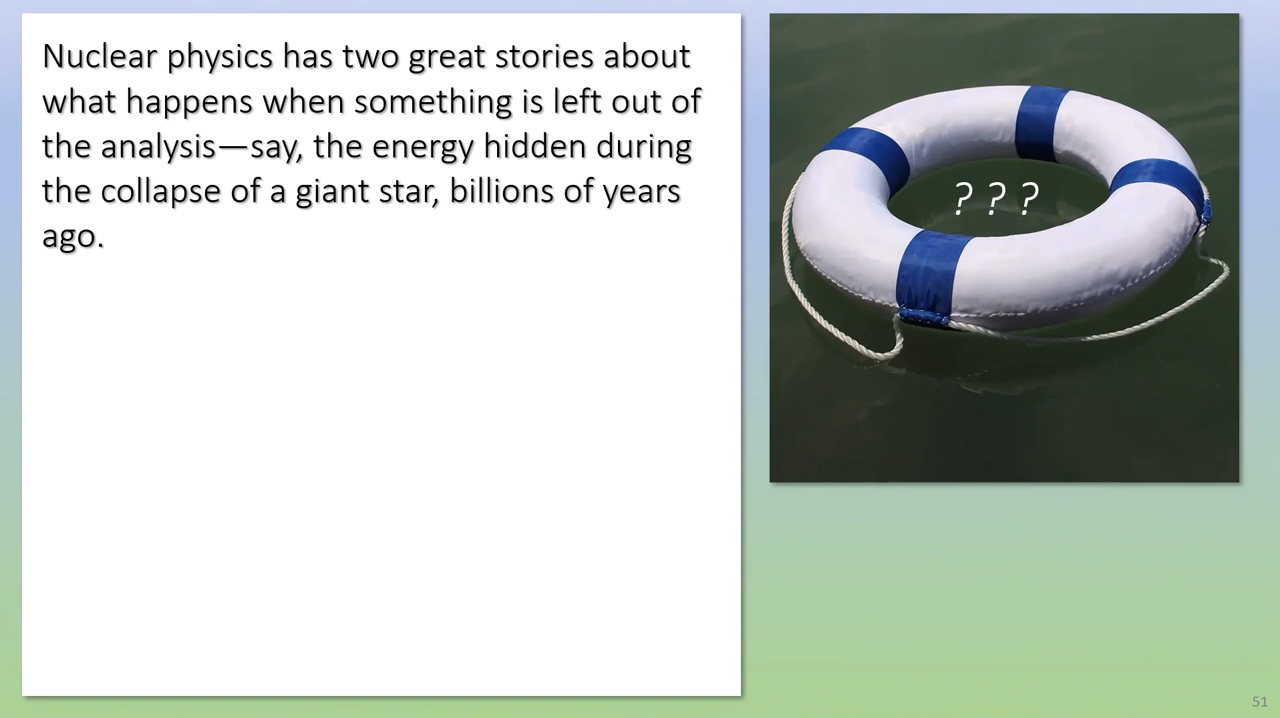 Nuclear physics has two great stories about
what happens when something is left out of
the analysis—say, the energy hidden during
the collapse of a giant star, billions of years
ago.
? ? ?
51